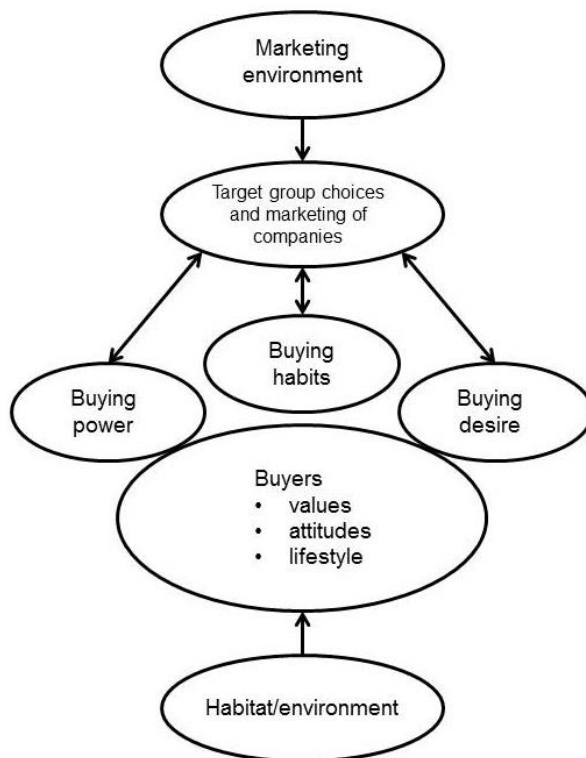 Marketing
environment
Target group choices
and marketing of
companies
Buying
habits
Buying
power
Buying
desire
Buyers
• values
• attitudes
• lifestyle
Habitat/environment